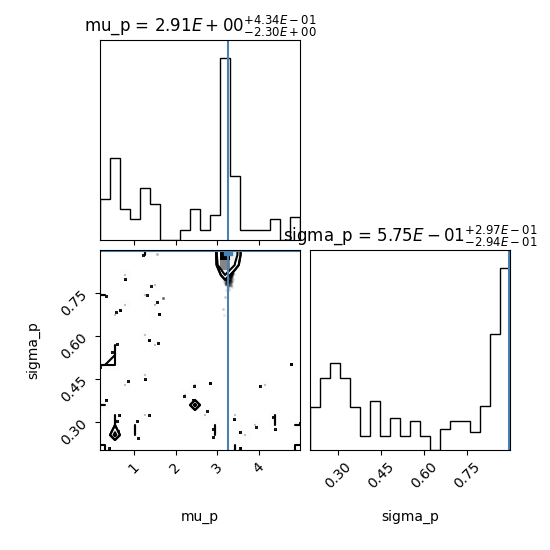 mu_p = 2.91E + 00+4.34E−01 −2.30E+00
sigma_p = 5.75E − 01+2.97E−01 −2.94E−01
sigma_p
0.75
0.60
0.45
0.30
1 2 3 4
0.30 0.45 0.60 0.75
mu_p
sigma_p